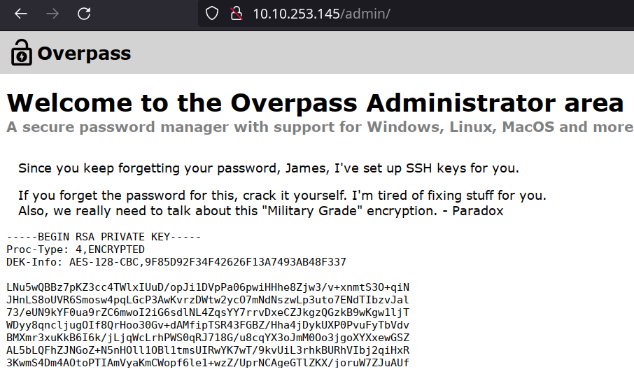 10.10.253.145/admin/
Overpass
Welcome to the Overpass Administrator area
A secure password manager with support for Windows, Linux, MacOS and more
Since you keep forgetting your password, James, I've set up SSH keys for you.
If you forget the password for this, crack it yourself. I'm tired of fixing stuff for you.
Also, we really need to talk about this "Military Grade" encryption. - Paradox
-----BEGIN RSA PRIVATE KEY-----
Proc-Type: 4,ENCRYPTED
DEK-Info: AES-128-CBC,9F85D92F34F42626F13A7493AB48F337
LNu5wQBBz7pKZ3cc4TWlxIUuD/opJi1DVpPa06pwiHHhe8Zjw3/v+xnmtS3O+qiN
JHnLS8oUVR6Smosw4pqLGcP3AwKvrzDWtw2ycO7mNdNszwLp3uto7ENdTIbzvJal
73/eUN9kYF0ua9rZC6mwoI2iG6sdlNL4ZqsYY7rrvDxeCZJkgzQGzkB9wKgw1ljT
WDyy8qncljugOIf8QrHoo30Gv+dAMfipTSR43FGBZ/Hha4jDykUXP0PvuFyTbVdv
BMXmr3xuKkB6I6k/jLjqWcLrhPWS0qRJ718G/u8cqYX3oJmM0Oo3jgoXYXxewGSZ
AL5bLQFhZJNGoZ+N5nHOll1OBl1tmsUIRwYK7wT/9kvUiL3rhkBURhVIbj2qiHxR
3KwmS4Dm4AOtoPTIAmVyaKmCWopf6le1+wzZ/UprNCAgeGTlZKX/joruW7ZJuAUf